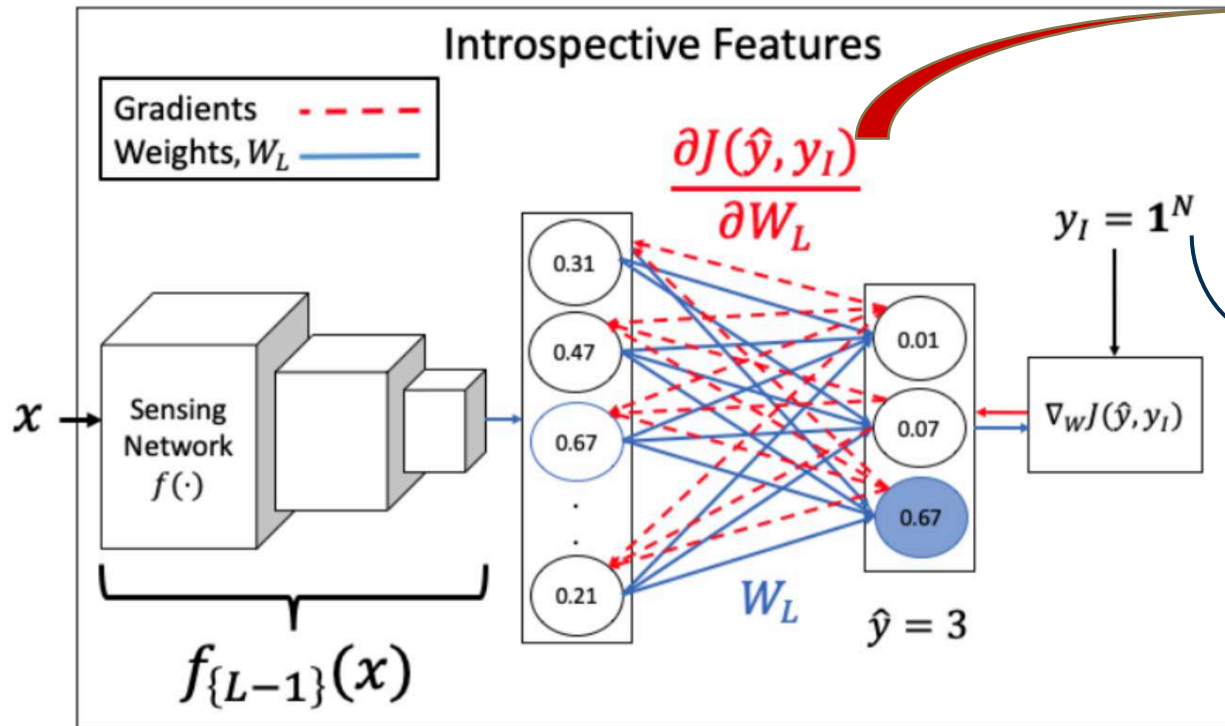 Introspective Features
Gradients
Weights, W_L
∂J(ŷ, y_I)
∂W_L
y_I = 1^N
x
Sensing
Network
f(·)
0.31
0.47
0.67
.
.
0.21
0.01
0.07
0.67
∇_W J(ŷ, y_I)
W_L
ŷ = 3
f_{L−1}(x)